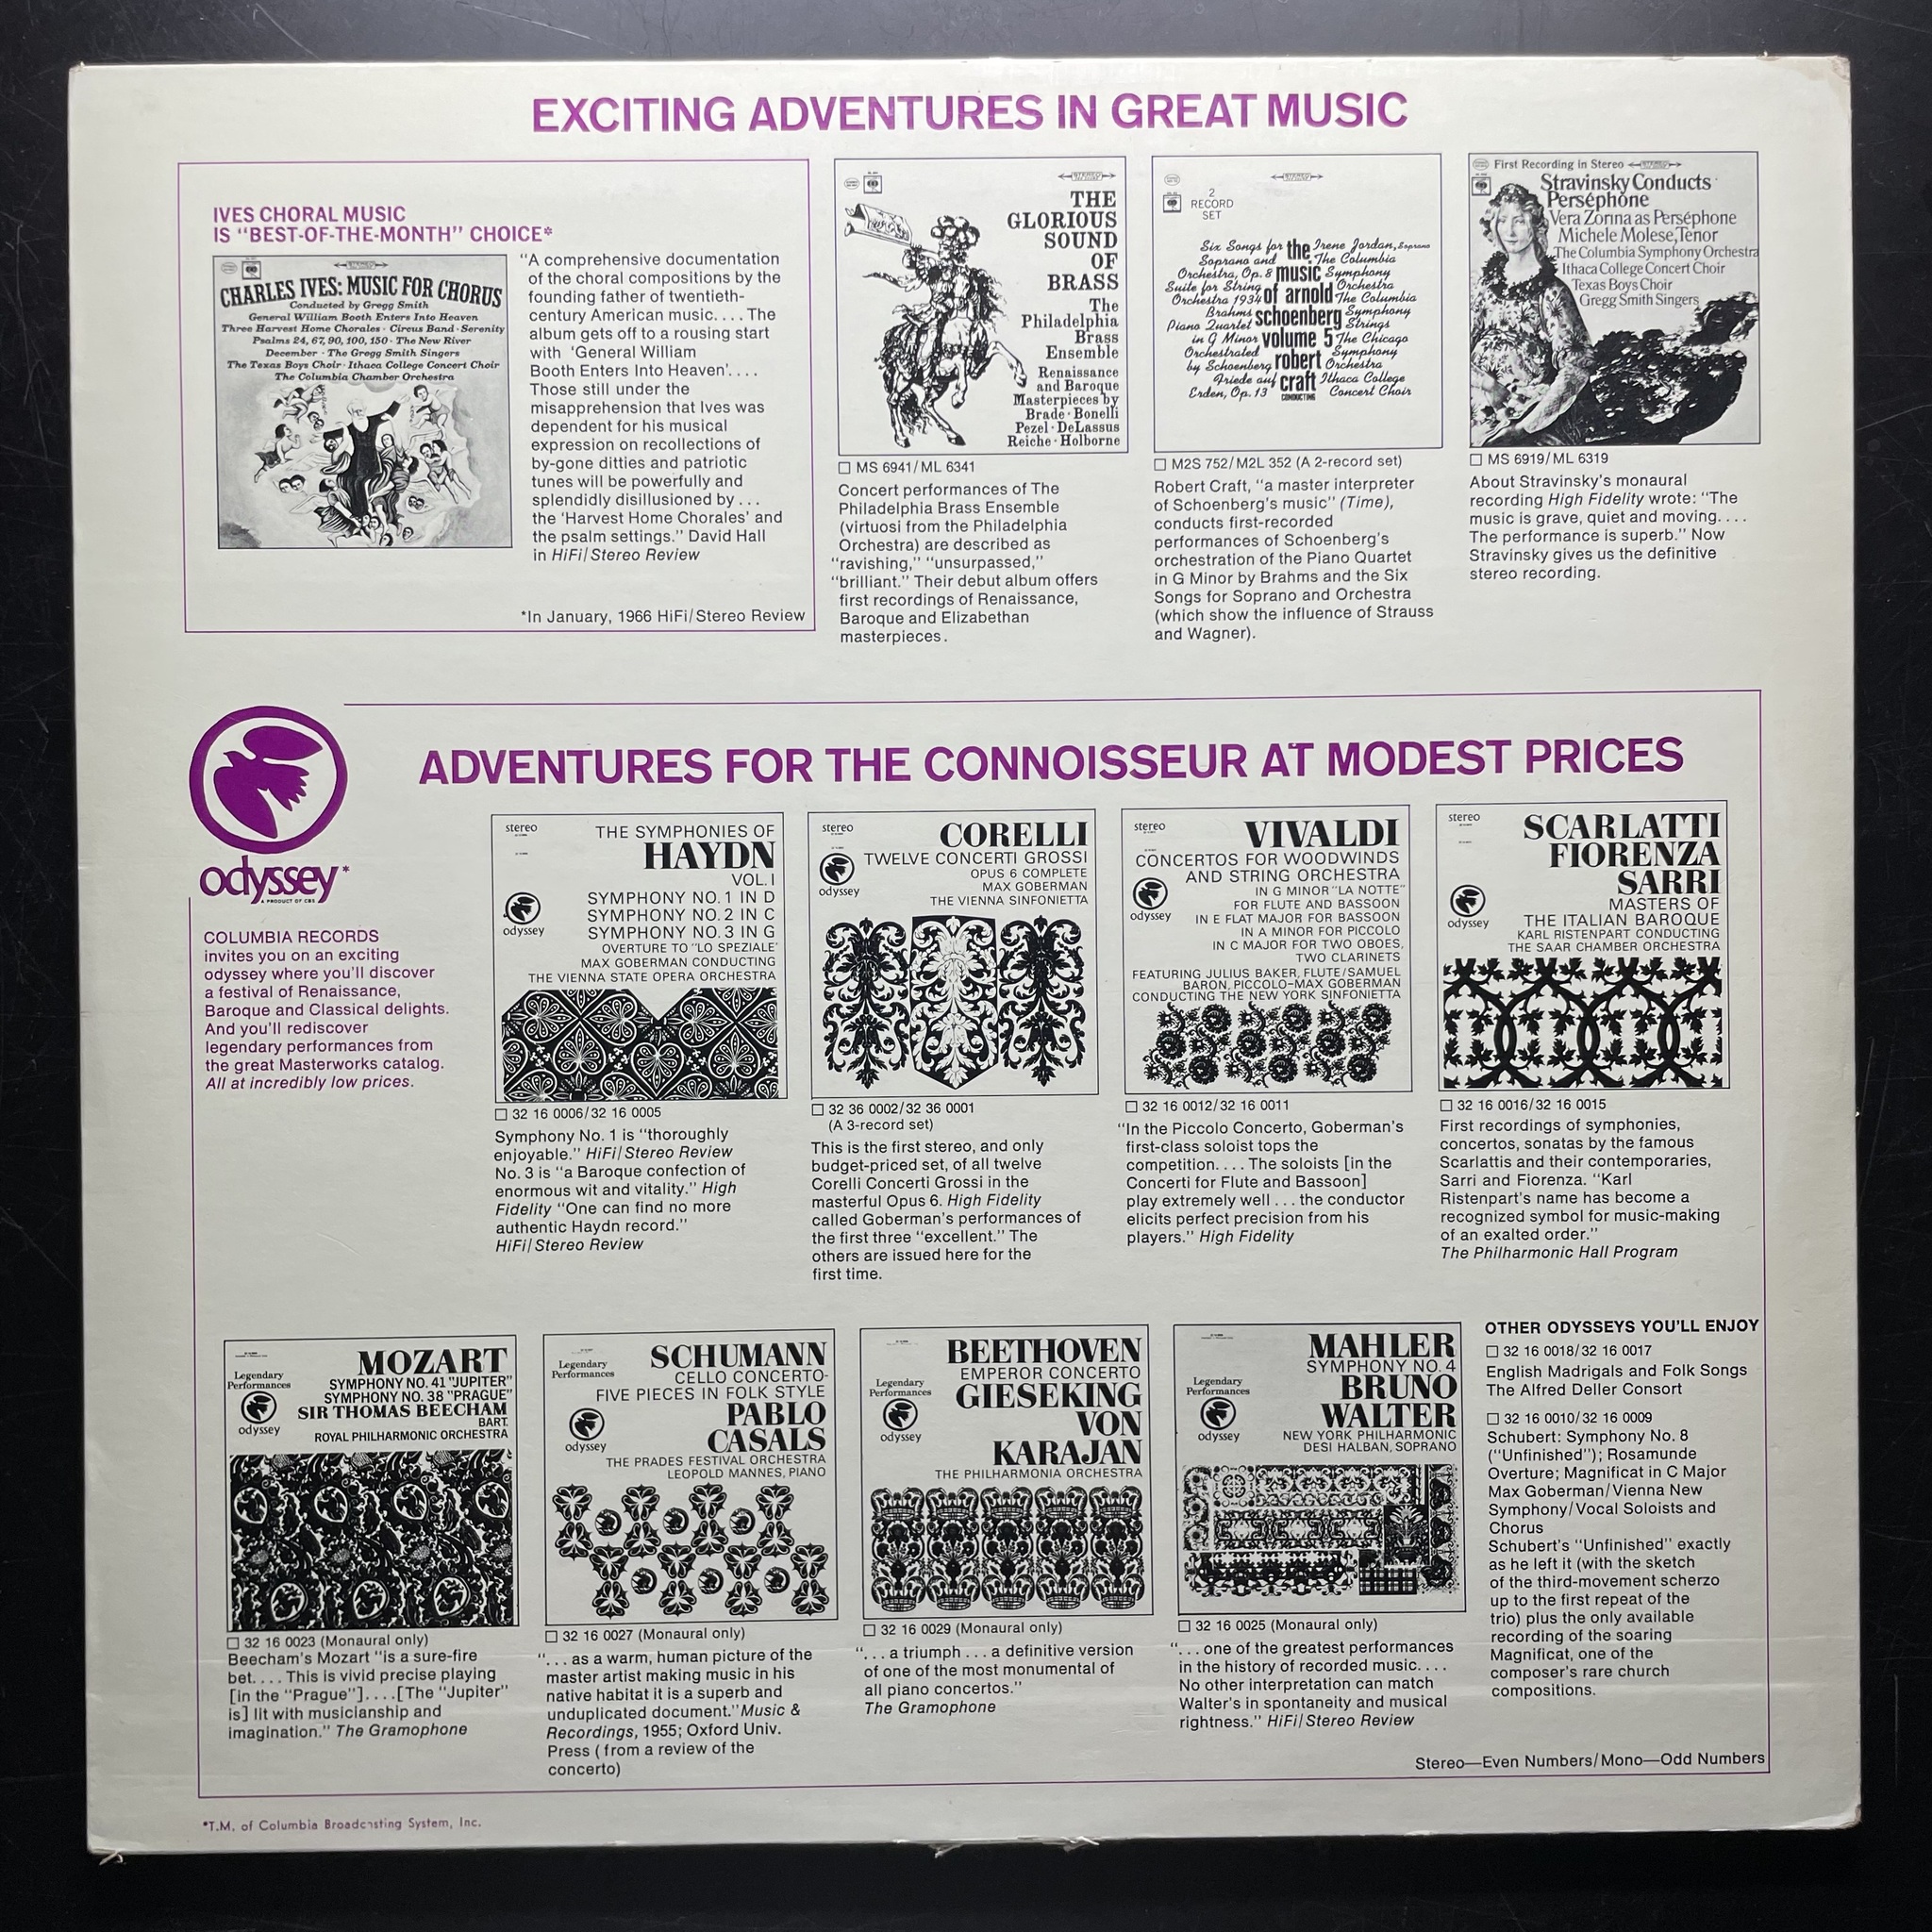 EXCITING ADVENTURES IN GREAT MUSIC
IVES CHORAL MUSIC
IS "BEST-OF-THE-MONTH" CHOICE*
STEREO
CHARLES IVES: MUSIC FOR CHORUS
Conducted by Gregg Smith
General William Booth Enters Into Heaven
Three Harvest Home Chorales · Circus Band · Serenity
Psalms 24, 67, 90, 100, 150 · The New River
December · The Gregg Smith Singers
The Texas Boys Choir · Ithaca College Concert Choir
The Columbia Chamber Orchestra
"A comprehensive documentation
of the choral compositions by the
founding father of twentieth-
century American music. . . . The
album gets off to a rousing start
with 'General William
Booth Enters Into Heaven'. . . .
Those still under the
misapprehension that Ives was
dependent for his musical
expression on recollections of
by-gone ditties and patriotic
tunes will be powerfully and
splendidly disillusioned by . . .
the 'Harvest Home Chorales' and
the psalm settings." David Hall
in HiFi/Stereo Review
*In January, 1966 HiFi/Stereo Review
STEREO
THE
GLORIOUS
SOUND
OF
BRASS
The
Philadelphia
Brass
Ensemble
Renaissance
and Baroque
Masterpieces by
Brade · Bonelli
Pezel · DeLassus
Reiche · Holborne
☐ MS 6941/ML 6341
Concert performances of The
Philadelphia Brass Ensemble
(virtuosi from the Philadelphia
Orchestra) are described as
"ravishing," "unsurpassed,"
"brilliant." Their debut album offers
first recordings of Renaissance,
Baroque and Elizabethan
masterpieces.
STEREO
2
RECORD
SET
Six Songs for the Irene Jordan, Soprano
Soprano and The Columbia
Orchestra, Op. 8 music Symphony
Suite for String Orchestra
Orchestra 1934 of arnold The Columbia
Brahms Symphony
Piano Quartet schoenberg Strings
in G Minor volume 5 The Chicago
Orchestrated Symphony
by Schoenberg robert Orchestra
Friede auf craft Ithaca College
Erden, Op. 13 CONDUCTING Concert Choir
☐ M2S 752/M2L 352 (A 2-record set)
Robert Craft, "a master interpreter
of Schoenberg's music" (Time),
conducts first-recorded
performances of Schoenberg's
orchestration of the Piano Quartet
in G Minor by Brahms and the Six
Songs for Soprano and Orchestra
(which show the influence of Strauss
and Wagner).
First Recording in Stereo STEREO
Stravinsky Conducts
Perséphone
Vera Zorina as Perséphone
Michele Molese, Tenor
The Columbia Symphony Orchestra
Ithaca College Concert Choir
Texas Boys Choir
Gregg Smith Singers
☐ MS 6919/ML 6319
About Stravinsky's monaural
recording High Fidelity wrote: "The
music is grave, quiet and moving. . . .
The performance is superb." Now
Stravinsky gives us the definitive
stereo recording.
odyssey*
A PRODUCT OF CBS
ADVENTURES FOR THE CONNOISSEUR AT MODEST PRICES
COLUMBIA RECORDS
invites you on an exciting
odyssey where you'll discover
a festival of Renaissance,
Baroque and Classical delights.
And you'll rediscover
legendary performances from
the great Masterworks catalog.
All at incredibly low prices.
stereo
odyssey
THE SYMPHONIES OF
HAYDN
VOL. I
SYMPHONY NO. 1 IN D
SYMPHONY NO. 2 IN C
SYMPHONY NO. 3 IN G
OVERTURE TO "LO SPEZIALE"
MAX GOBERMAN CONDUCTING
THE VIENNA STATE OPERA ORCHESTRA
☐ 32 16 0006/32 16 0005
Symphony No. 1 is "thoroughly
enjoyable." HiFi/Stereo Review
No. 3 is "a Baroque confection of
enormous wit and vitality." High
Fidelity "One can find no more
authentic Haydn record."
HiFi/Stereo Review
stereo
odyssey
CORELLI
TWELVE CONCERTI GROSSI
OPUS 6 COMPLETE
MAX GOBERMAN
THE VIENNA SINFONIETTA
☐ 32 36 0002/32 36 0001
(A 3-record set)
This is the first stereo, and only
budget-priced set, of all twelve
Corelli Concerti Grossi in the
masterful Opus 6. High Fidelity
called Goberman's performances of
the first three "excellent." The
others are issued here for the
first time.
stereo
odyssey
VIVALDI
CONCERTOS FOR WOODWINDS
AND STRING ORCHESTRA
IN G MINOR "LA NOTTE"
FOR FLUTE AND BASSOON
IN E FLAT MAJOR FOR BASSOON
IN A MINOR FOR PICCOLO
IN C MAJOR FOR TWO OBOES,
TWO CLARINETS
FEATURING JULIUS BAKER, FLUTE/SAMUEL
BARON, PICCOLO–MAX GOBERMAN
CONDUCTING THE NEW YORK SINFONIETTA
☐ 32 16 0012/32 16 0011
"In the Piccolo Concerto, Goberman's
first-class soloist tops the
competition. . . . The soloists [in the
Concerti for Flute and Bassoon]
play extremely well . . . the conductor
elicits perfect precision from his
players." High Fidelity
stereo
odyssey
SCARLATTI
FIORENZA
SARRI
MASTERS OF
THE ITALIAN BAROQUE
KARL RISTENPART CONDUCTING
THE SAAR CHAMBER ORCHESTRA
☐ 32 16 0016/32 16 0015
First recordings of symphonies,
concertos, sonatas by the famous
Scarlattis and their contemporaries,
Sarri and Fiorenza. "Karl
Ristenpart's name has become a
recognized symbol for music-making
of an exalted order."
The Philharmonic Hall Program
Legendary
Performances
odyssey
MOZART
SYMPHONY NO. 41 "JUPITER"
SYMPHONY NO. 38 "PRAGUE"
SIR THOMAS BEECHAM
BART.
ROYAL PHILHARMONIC ORCHESTRA
☐ 32 16 0023 (Monaural only)
Beecham's Mozart "is a sure-fire
bet. . . . This is vivid precise playing
[in the "Prague"]. . . .[The "Jupiter"
is] lit with musicianship and
imagination." The Gramophone
Legendary
Performances
odyssey
SCHUMANN
CELLO CONCERTO-
FIVE PIECES IN FOLK STYLE
PABLO
CASALS
THE PRADES FESTIVAL ORCHESTRA
LEOPOLD MANNES, PIANO
☐ 32 16 0027 (Monaural only)
". . . as a warm, human picture of the
master artist making music in his
native habitat it is a superb and
unduplicated document." Music &
Recordings, 1955; Oxford Univ.
Press (from a review of the
concerto)
Legendary
Performances
odyssey
BEETHOVEN
EMPEROR CONCERTO
GIESEKING
VON
KARAJAN
THE PHILHARMONIA ORCHESTRA
☐ 32 16 0029 (Monaural only)
". . . a triumph . . . a definitive version
of one of the most monumental of
all piano concertos."
The Gramophone
Legendary
Performances
odyssey
MAHLER
SYMPHONY NO. 4
BRUNO
WALTER
NEW YORK PHILHARMONIC
DESI HALBAN, SOPRANO
☐ 32 16 0025 (Monaural only)
". . . one of the greatest performances
in the history of recorded music. . . .
No other interpretation can match
Walter's in spontaneity and musical
rightness." HiFi/Stereo Review
OTHER ODYSSEYS YOU'LL ENJOY
☐ 32 16 0018/32 16 0017
English Madrigals and Folk Songs
The Alfred Deller Consort
☐ 32 16 0010/32 16 0009
Schubert: Symphony No. 8
("Unfinished"); Rosamunde
Overture; Magnificat in C Major
Max Goberman/Vienna New
Symphony/Vocal Soloists and
Chorus
Schubert's "Unfinished" exactly
as he left it (with the sketch
of the third-movement scherzo
up to the first repeat of the
trio) plus the only available
recording of the soaring
Magnificat, one of the
composer's rare church
compositions.
Stereo—Even Numbers/Mono—Odd Numbers
*T.M. of Columbia Broadcasting System, Inc.